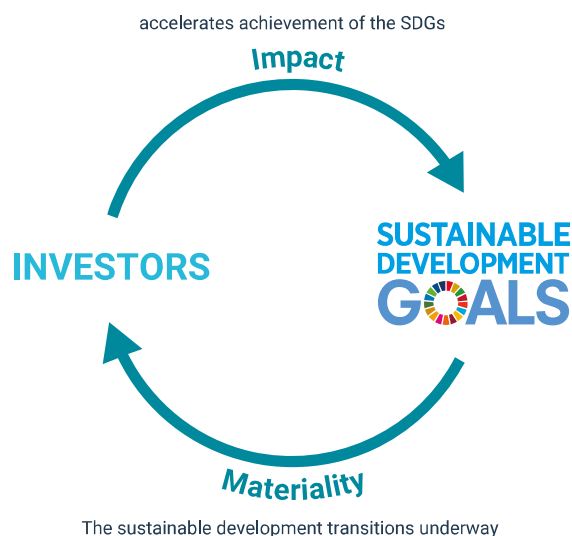 accelerates achievement of the SDGs
Impact
INVESTORS
SUSTAINABLE
DEVELOPMENT
GOALS
Materiality
The sustainable development transitions underway